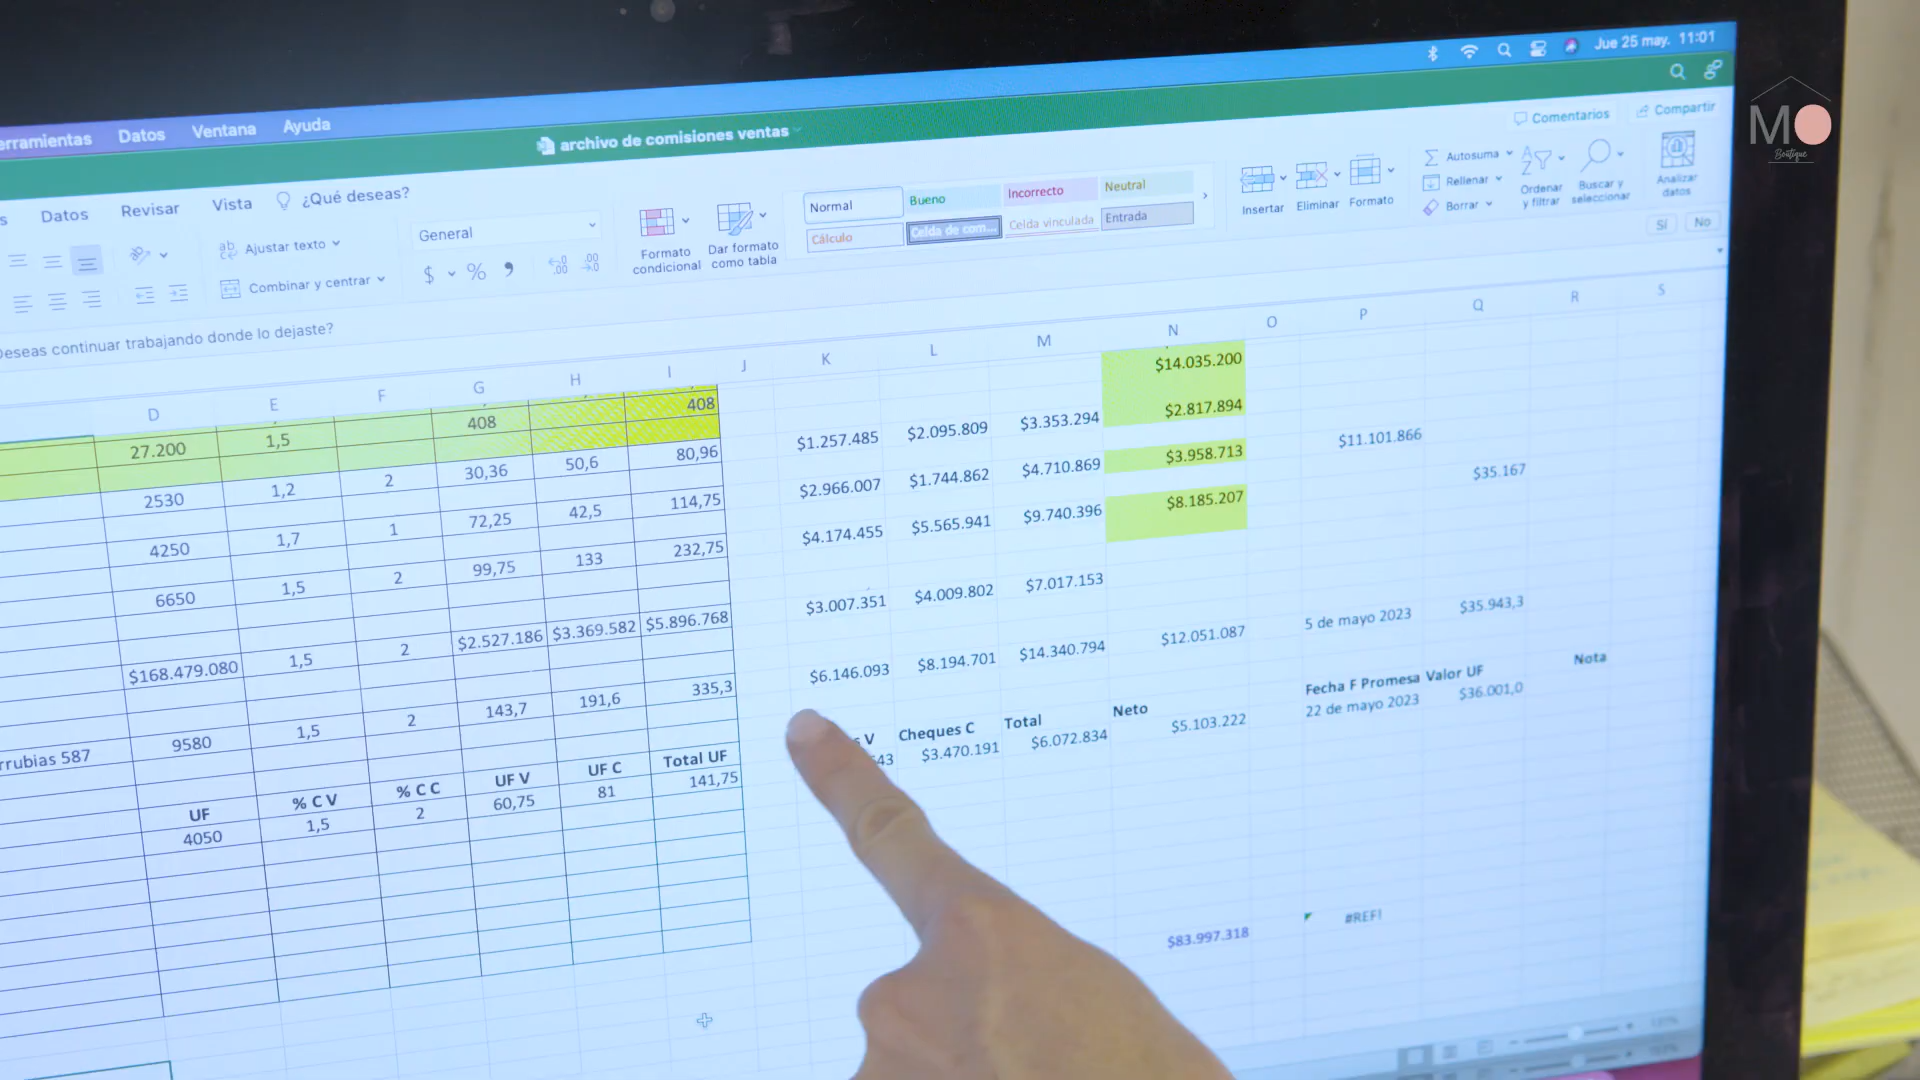 Jue 25 may. 11:01
erramientas Datos Ventana Ayuda
archivo de comisiones ventas
MO
Boutique
Comentarios Compartir
s Datos Revisar Vista ¿Qué deseas?
Ajustar texto
Combinar y centrar
General
$ % ,
Formato condicional
Dar formato como tabla
Normal Bueno Incorrecto Neutral
Cálculo Celda de com... Celda vinculada Entrada
Insertar Eliminar Formato
Autosuma
Rellenar
Borrar
Ordenar y filtrar
Buscar y seleccionar
Analizar datos
Deseas continuar trabajando donde lo dejaste? Sí No
D E F G H I J K L M N O P Q R S
$14.035.200
27.200 1,5 408 408
$1.257.485 $2.095.809 $3.353.294 $2.817.894
$11.101.866
2530 1,2 2 30,36 50,6 80,96 $2.966.007 $1.744.862 $4.710.869 $3.958.713
$35.167
4250 1,7 1 72,25 42,5 114,75 $4.174.455 $5.565.941 $9.740.396 $8.185.207
6650 1,5 2 99,75 133 232,75 $3.007.351 $4.009.802 $7.017.153
5 de mayo 2023 $35.943,3
$168.479.080 1,5 2 $2.527.186 $3.369.582 $5.896.768 $6.146.093 $8.194.701 $14.340.794 $12.051.087
rrubias 587 9580 1,5 2 143,7 191,6 335,3
UF % C V % C C UF V UF C Total UF s V Cheques C Total Neto Fecha F Promesa Valor UF Nota
4050 1,5 2 60,75 81 141,75 43 $3.470.191 $6.072.834 $5.103.222 22 de mayo 2023 $36.001,0
$83.997.318 #REF!